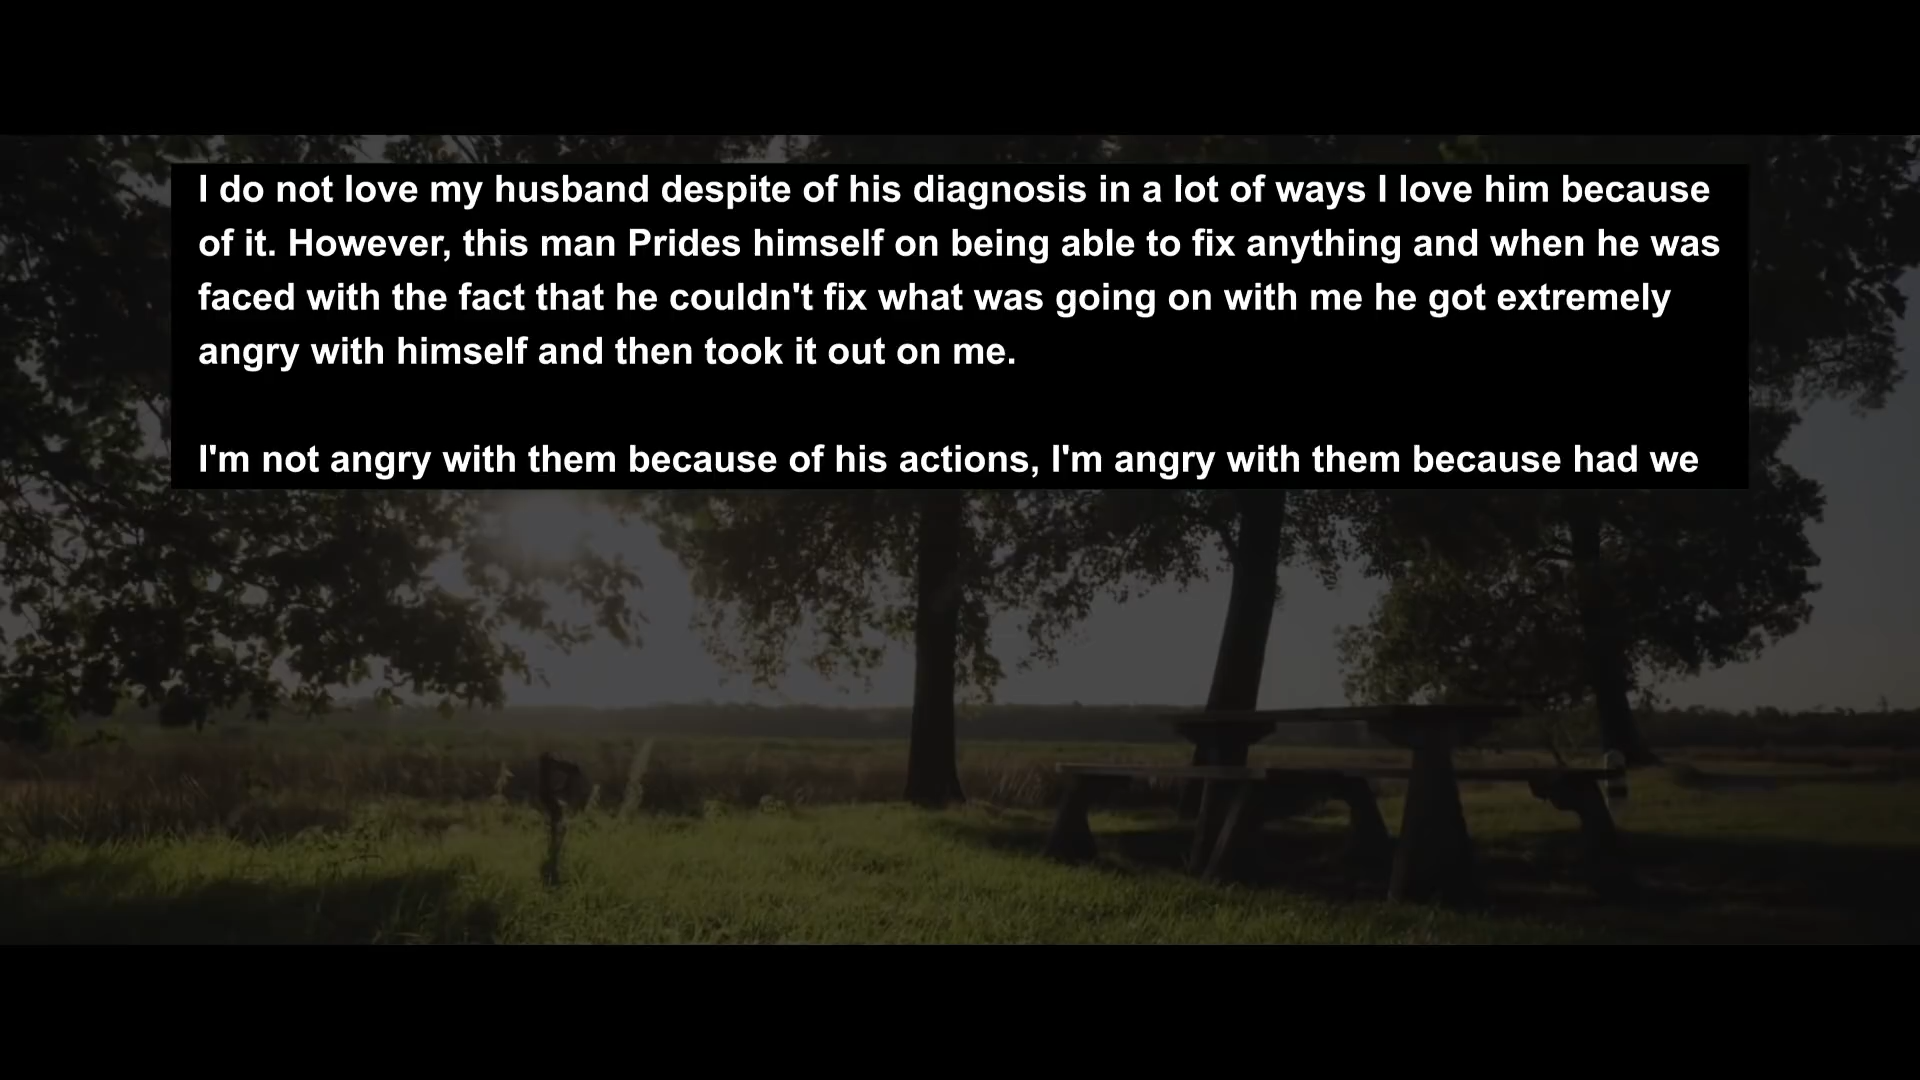 I do not love my husband despite of his diagnosis in a lot of ways I love him because
of it. However, this man Prides himself on being able to fix anything and when he was
faced with the fact that he couldn't fix what was going on with me he got extremely
angry with himself and then took it out on me.
I'm not angry with them because of his actions, I'm angry with them because had we